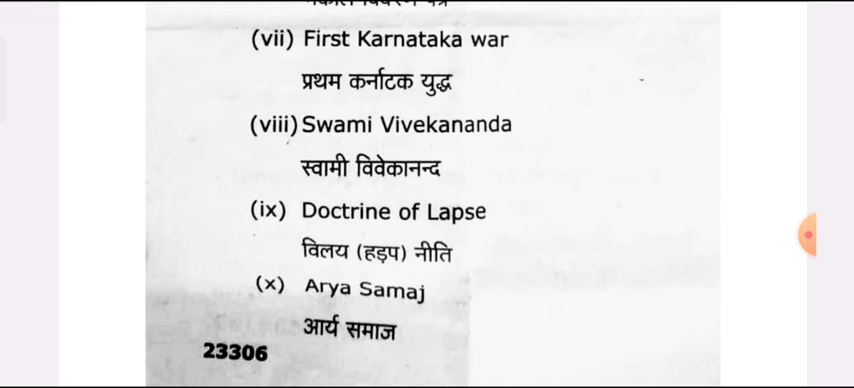 (vii) First Karnataka war
प्रथम कर्नाटक युद्ध
(viii) Swami Vivekananda
स्वामी विवेकानन्द
(ix) Doctrine of Lapse
विलय (हड़प) नीति
(x) Arya Samaj
आर्य समाज
23306